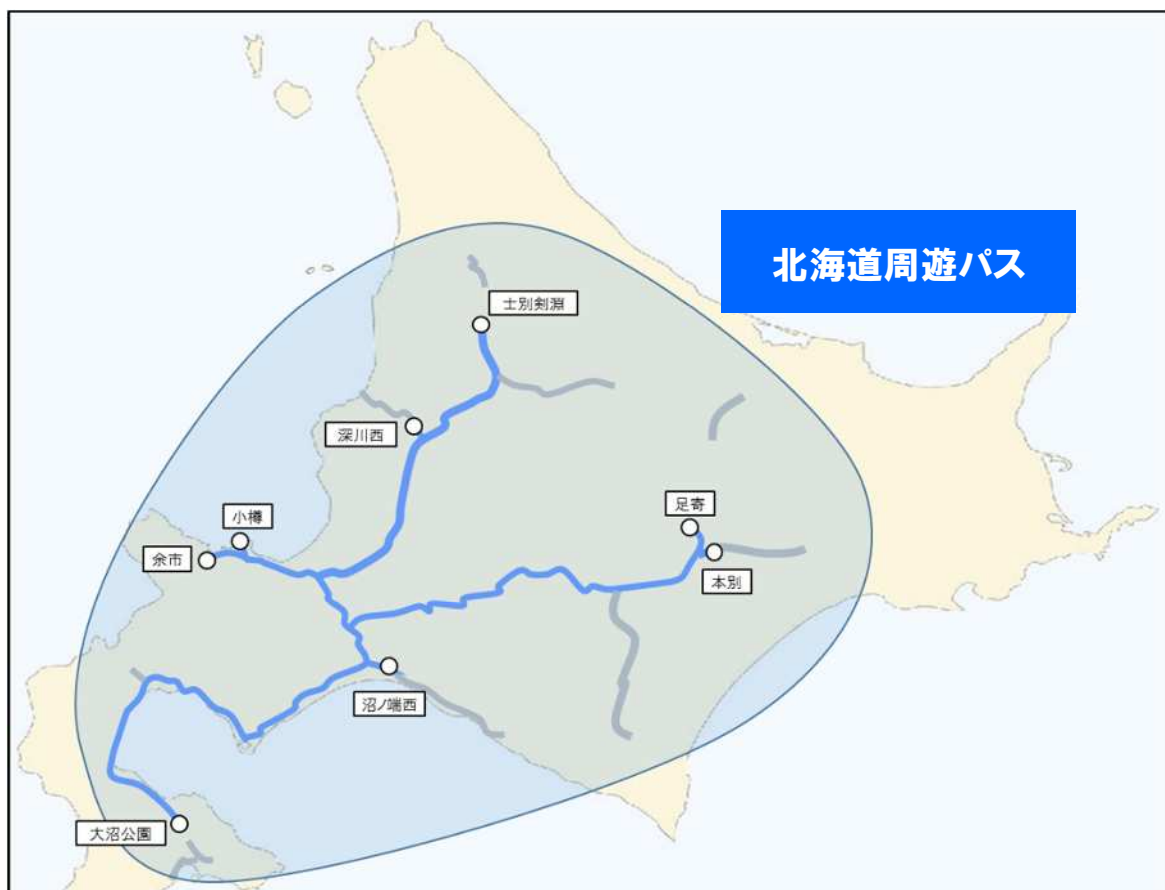 北海道周遊パス
士別剣淵
深川西
小樽
余市
足寄
本別
沼ノ端西
大沼公園